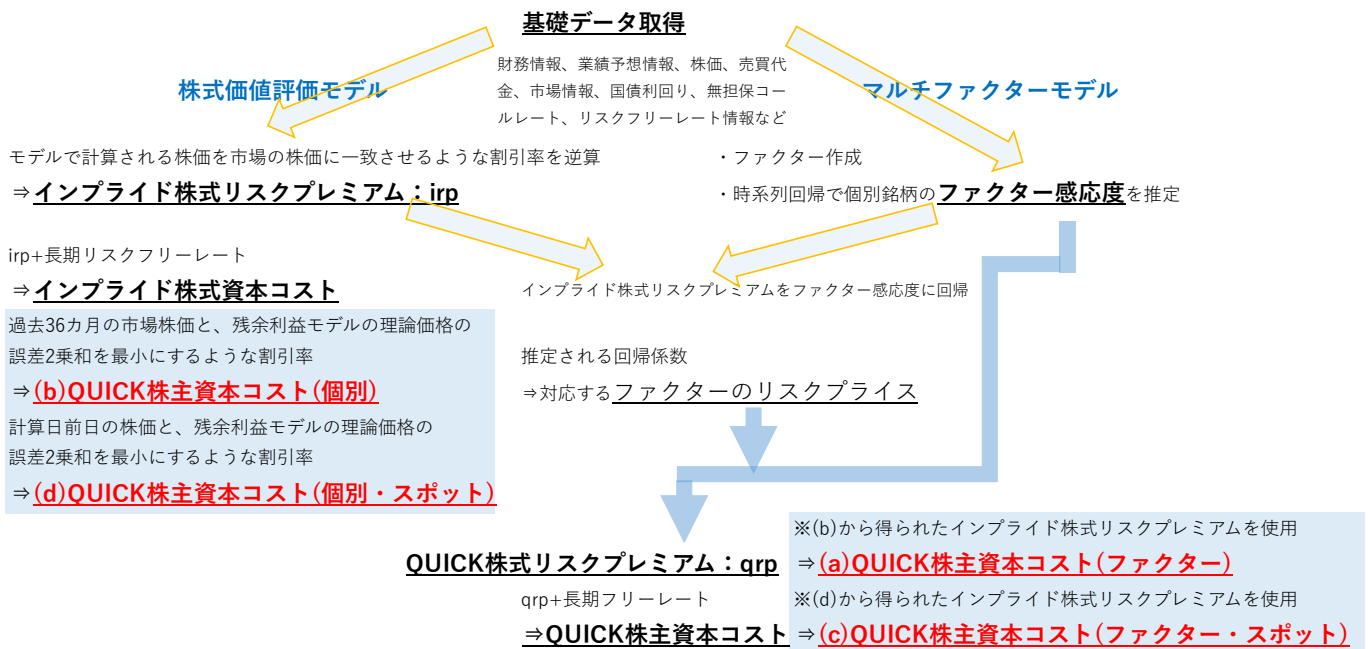 基礎データ取得
財務情報、業績予想情報、株価、売買代
金、市場情報、国債利回り、無担保コー
ルレート、リスクフリーレート情報など
株式価値評価モデル
マルチファクターモデル
モデルで計算される株価を市場の株価に一致させるような割引率を逆算
⇒インプライド株式リスクプレミアム：irp
・ファクター作成
・時系列回帰で個別銘柄のファクター感応度を推定
irp+長期リスクフリーレート
⇒インプライド株式資本コスト
インプライド株式リスクプレミアムをファクター感応度に回帰
過去36カ月の市場株価と、残余利益モデルの理論価格の
誤差2乗和を最小にするような割引率
⇒(b)QUICK株主資本コスト(個別)
計算日前日の株価と、残余利益モデルの理論価格の
誤差2乗和を最小にするような割引率
⇒(d)QUICK株主資本コスト(個別・スポット)
推定される回帰係数
⇒対応するファクターのリスクプライス
QUICK株式リスクプレミアム：qrp
qrp+長期フリーレート
⇒QUICK株主資本コスト
※(b)から得られたインプライド株式リスクプレミアムを使用
⇒(a)QUICK株主資本コスト(ファクター)
※(d)から得られたインプライド株式リスクプレミアムを使用
⇒(c)QUICK株主資本コスト(ファクター・スポット)